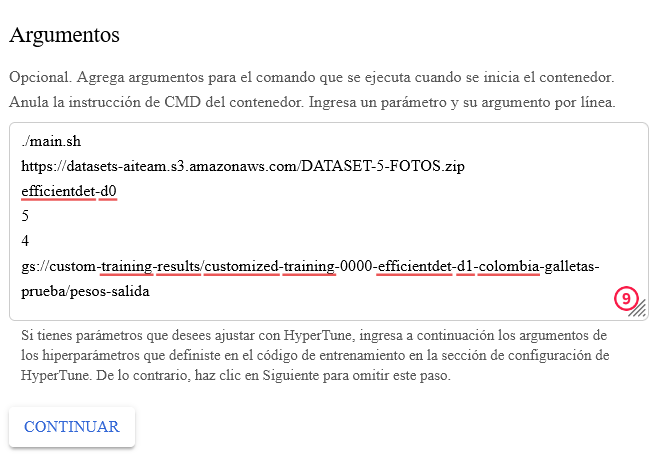 Argumentos
Opcional. Agrega argumentos para el comando que se ejecuta cuando se inicia el contenedor.
Anula la instrucción de CMD del contenedor. Ingresa un parámetro y su argumento por línea.
./main.sh
https://datasets-aiteam.s3.amazonaws.com/DATASET-5-FOTOS.zip
efficientdet-d0
5
4
gs://custom-training-results/customized-training-0000-efficientdet-d1-colombia-galletas-
prueba/pesos-salida
9
Si tienes parámetros que desees ajustar con HyperTune, ingresa a continuación los argumentos de
los hiperparámetros que definiste en el código de entrenamiento en la sección de configuración de
HyperTune. De lo contrario, haz clic en Siguiente para omitir este paso.
CONTINUAR